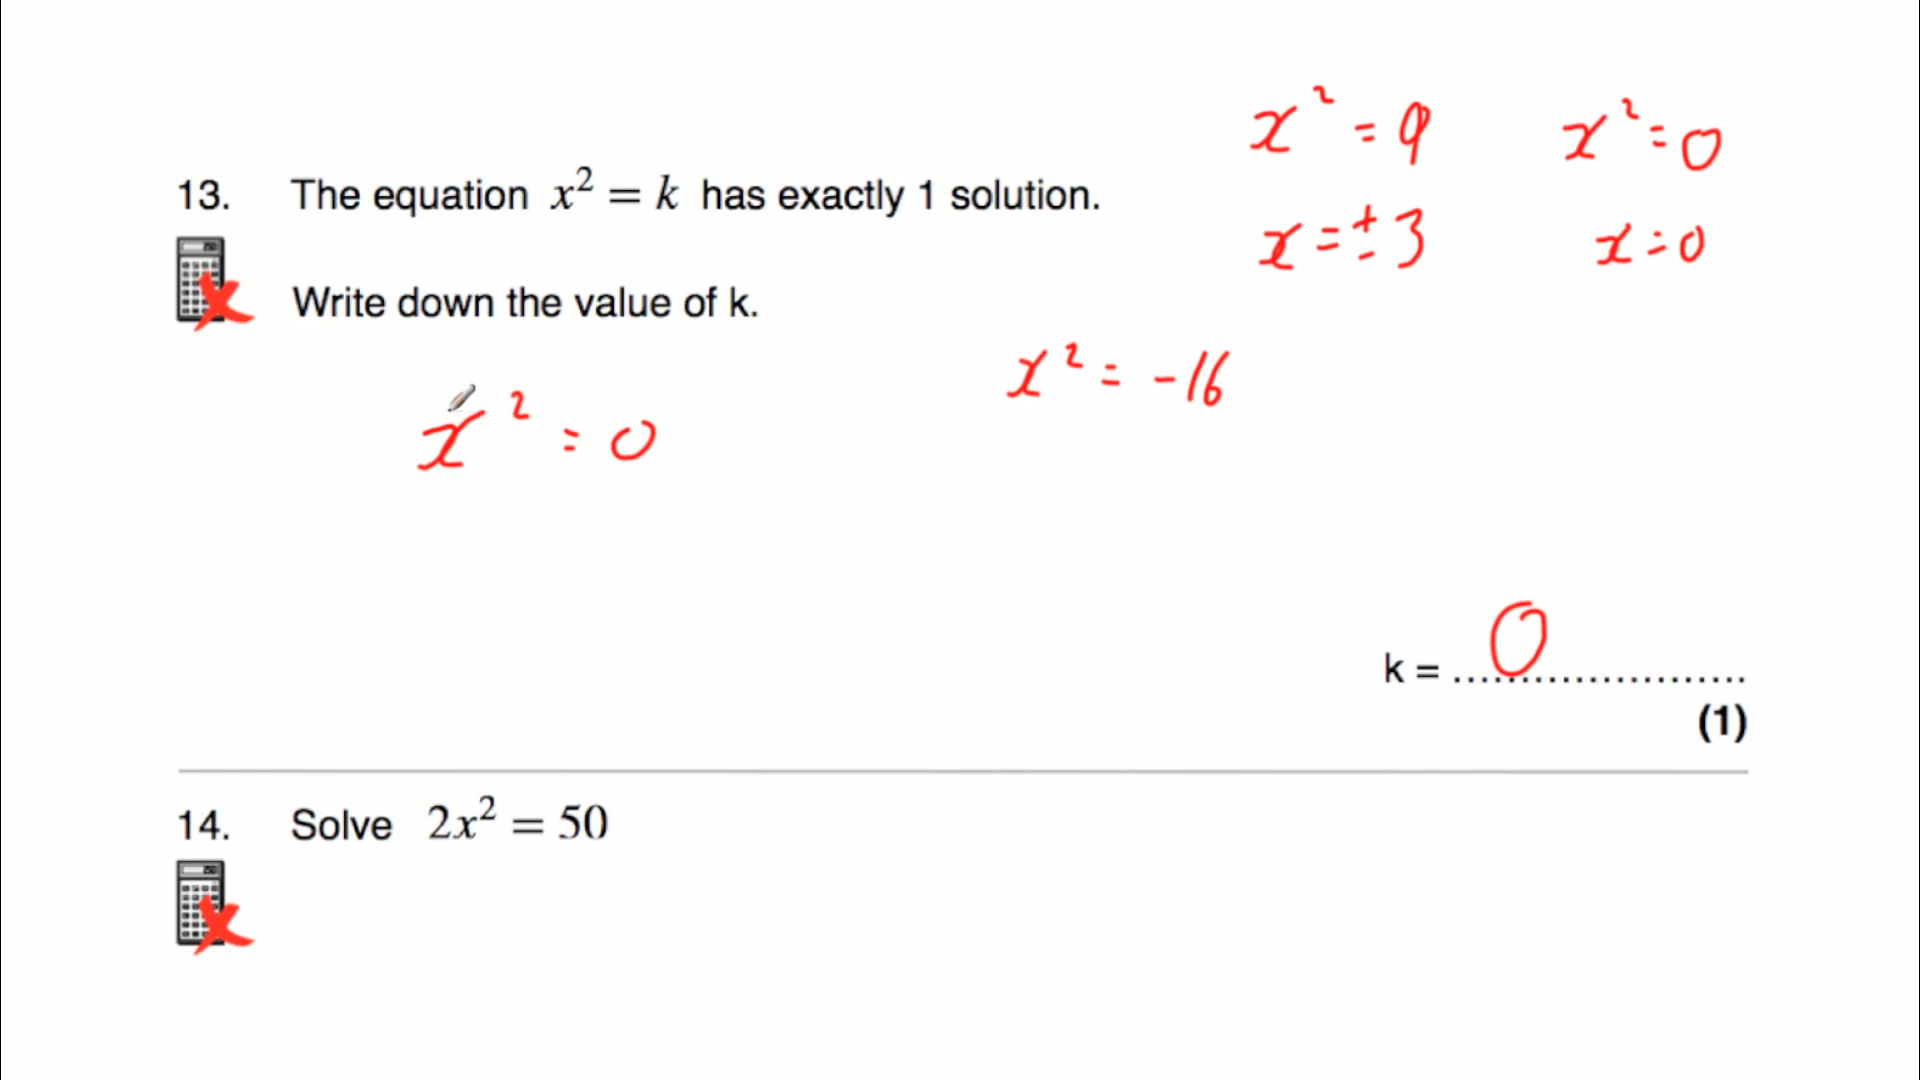 x² = 9
x² = 0
13. The equation x² = k has exactly 1 solution.
x = ± 3
x = 0
Write down the value of k.
x² = -16
x² = 0
k = 0 ......................
(1)
14. Solve 2x² = 50